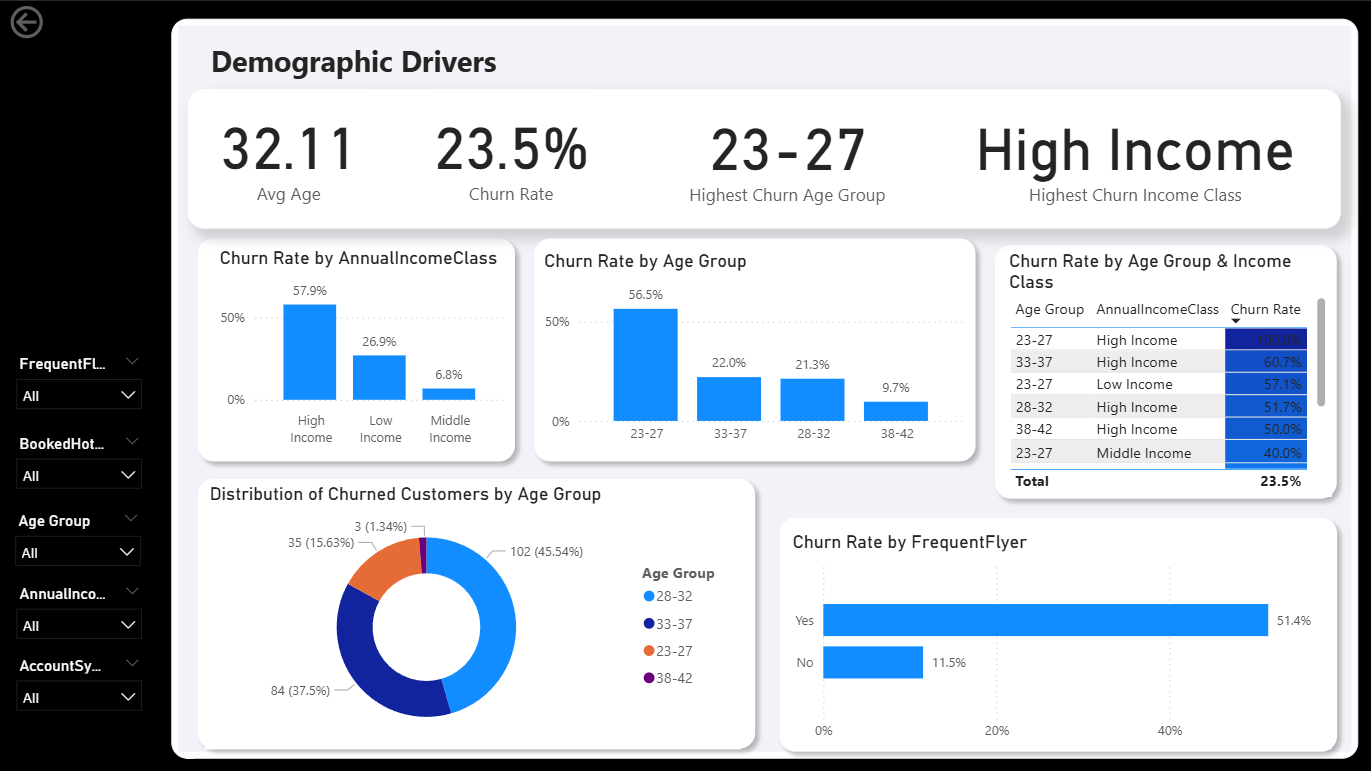 Demographic Drivers
32.11
Avg Age
23.5%
Churn Rate
23-27
Highest Churn Age Group
High Income
Highest Churn Income Class
Churn Rate by AnnualIncomeClass
57.9%
50%
26.9%
6.8%
0%
High Income
Low Income
Middle Income
Churn Rate by Age Group
56.5%
50%
22.0%
21.3%
9.7%
0%
23-27
33-37
28-32
38-42
Churn Rate by Age Group & Income
Class
Age Group AnnualIncomeClass Churn Rate
23-27 High Income 100.0%
33-37 High Income 60.7%
23-27 Low Income 57.1%
28-32 High Income 51.7%
38-42 High Income 50.0%
23-27 Middle Income 40.0%
Total 23.5%
FrequentFl...
All
BookedHot...
All
Age Group
All
AnnualInco...
All
AccountSy...
All
Distribution of Churned Customers by Age Group
3 (1.34%)
35 (15.63%)
102 (45.54%)
84 (37.5%)
Age Group
28-32
33-37
23-27
38-42
Churn Rate by FrequentFlyer
Yes
51.4%
No
11.5%
0%
20%
40%